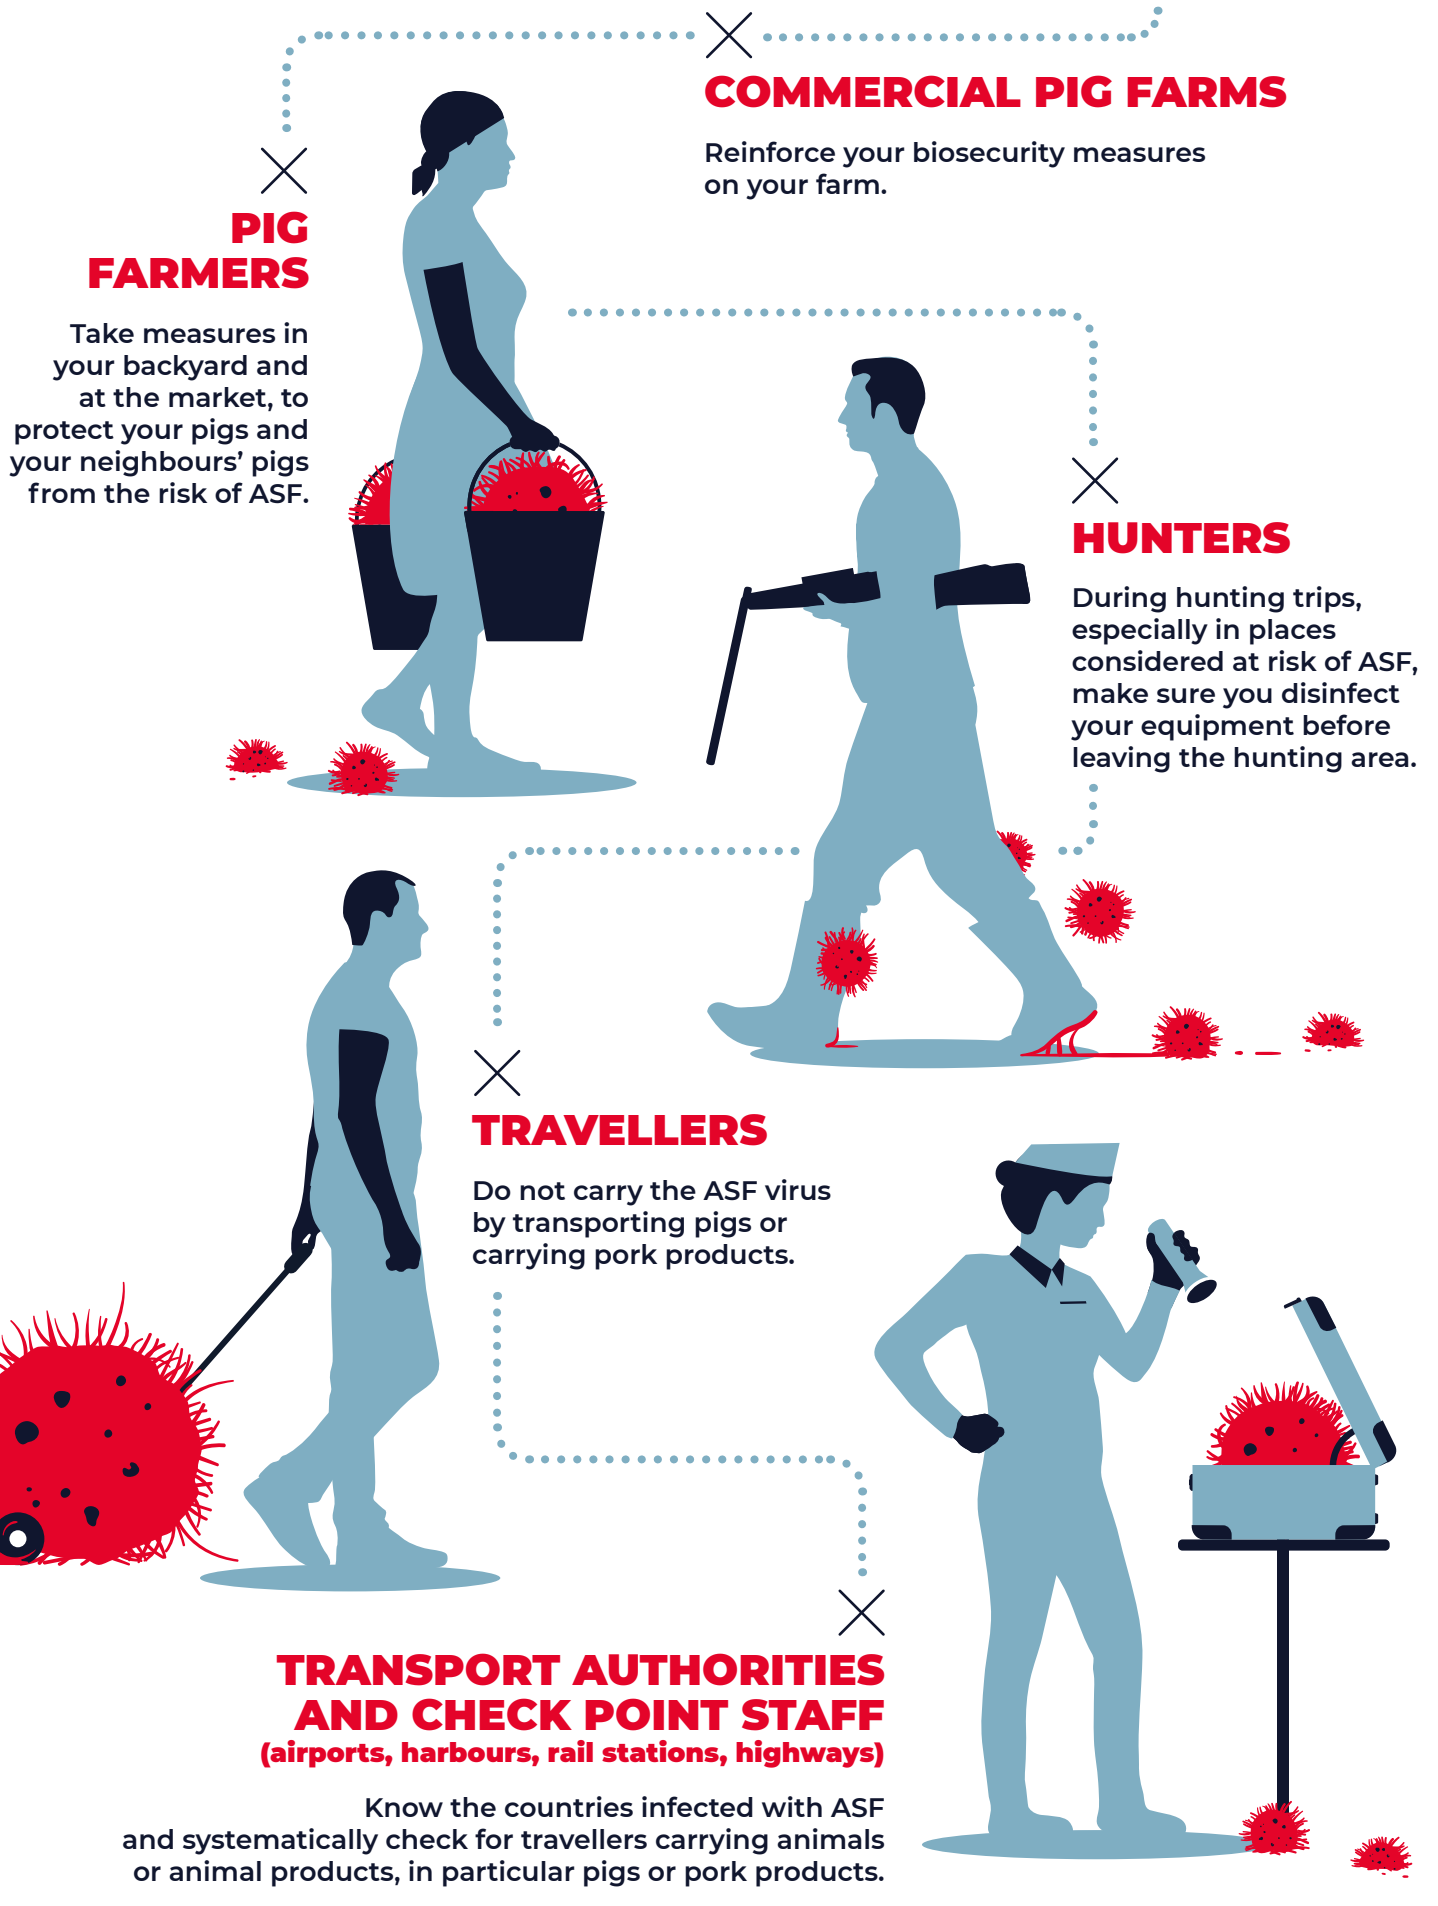 COMMERCIAL PIG FARMS
Reinforce your biosecurity measures
on your farm.
PIG
FARMERS
Take measures in
your backyard and
at the market, to
protect your pigs and
your neighbours’ pigs
from the risk of ASF.
HUNTERS
During hunting trips,
especially in places
considered at risk of ASF,
make sure you disinfect
your equipment before
leaving the hunting area.
TRAVELLERS
Do not carry the ASF virus
by transporting pigs or
carrying pork products.
TRANSPORT AUTHORITIES
AND CHECK POINT STAFF
(airports, harbours, rail stations, highways)
Know the countries infected with ASF
and systematically check for travellers carrying animals
or animal products, in particular pigs or pork products.